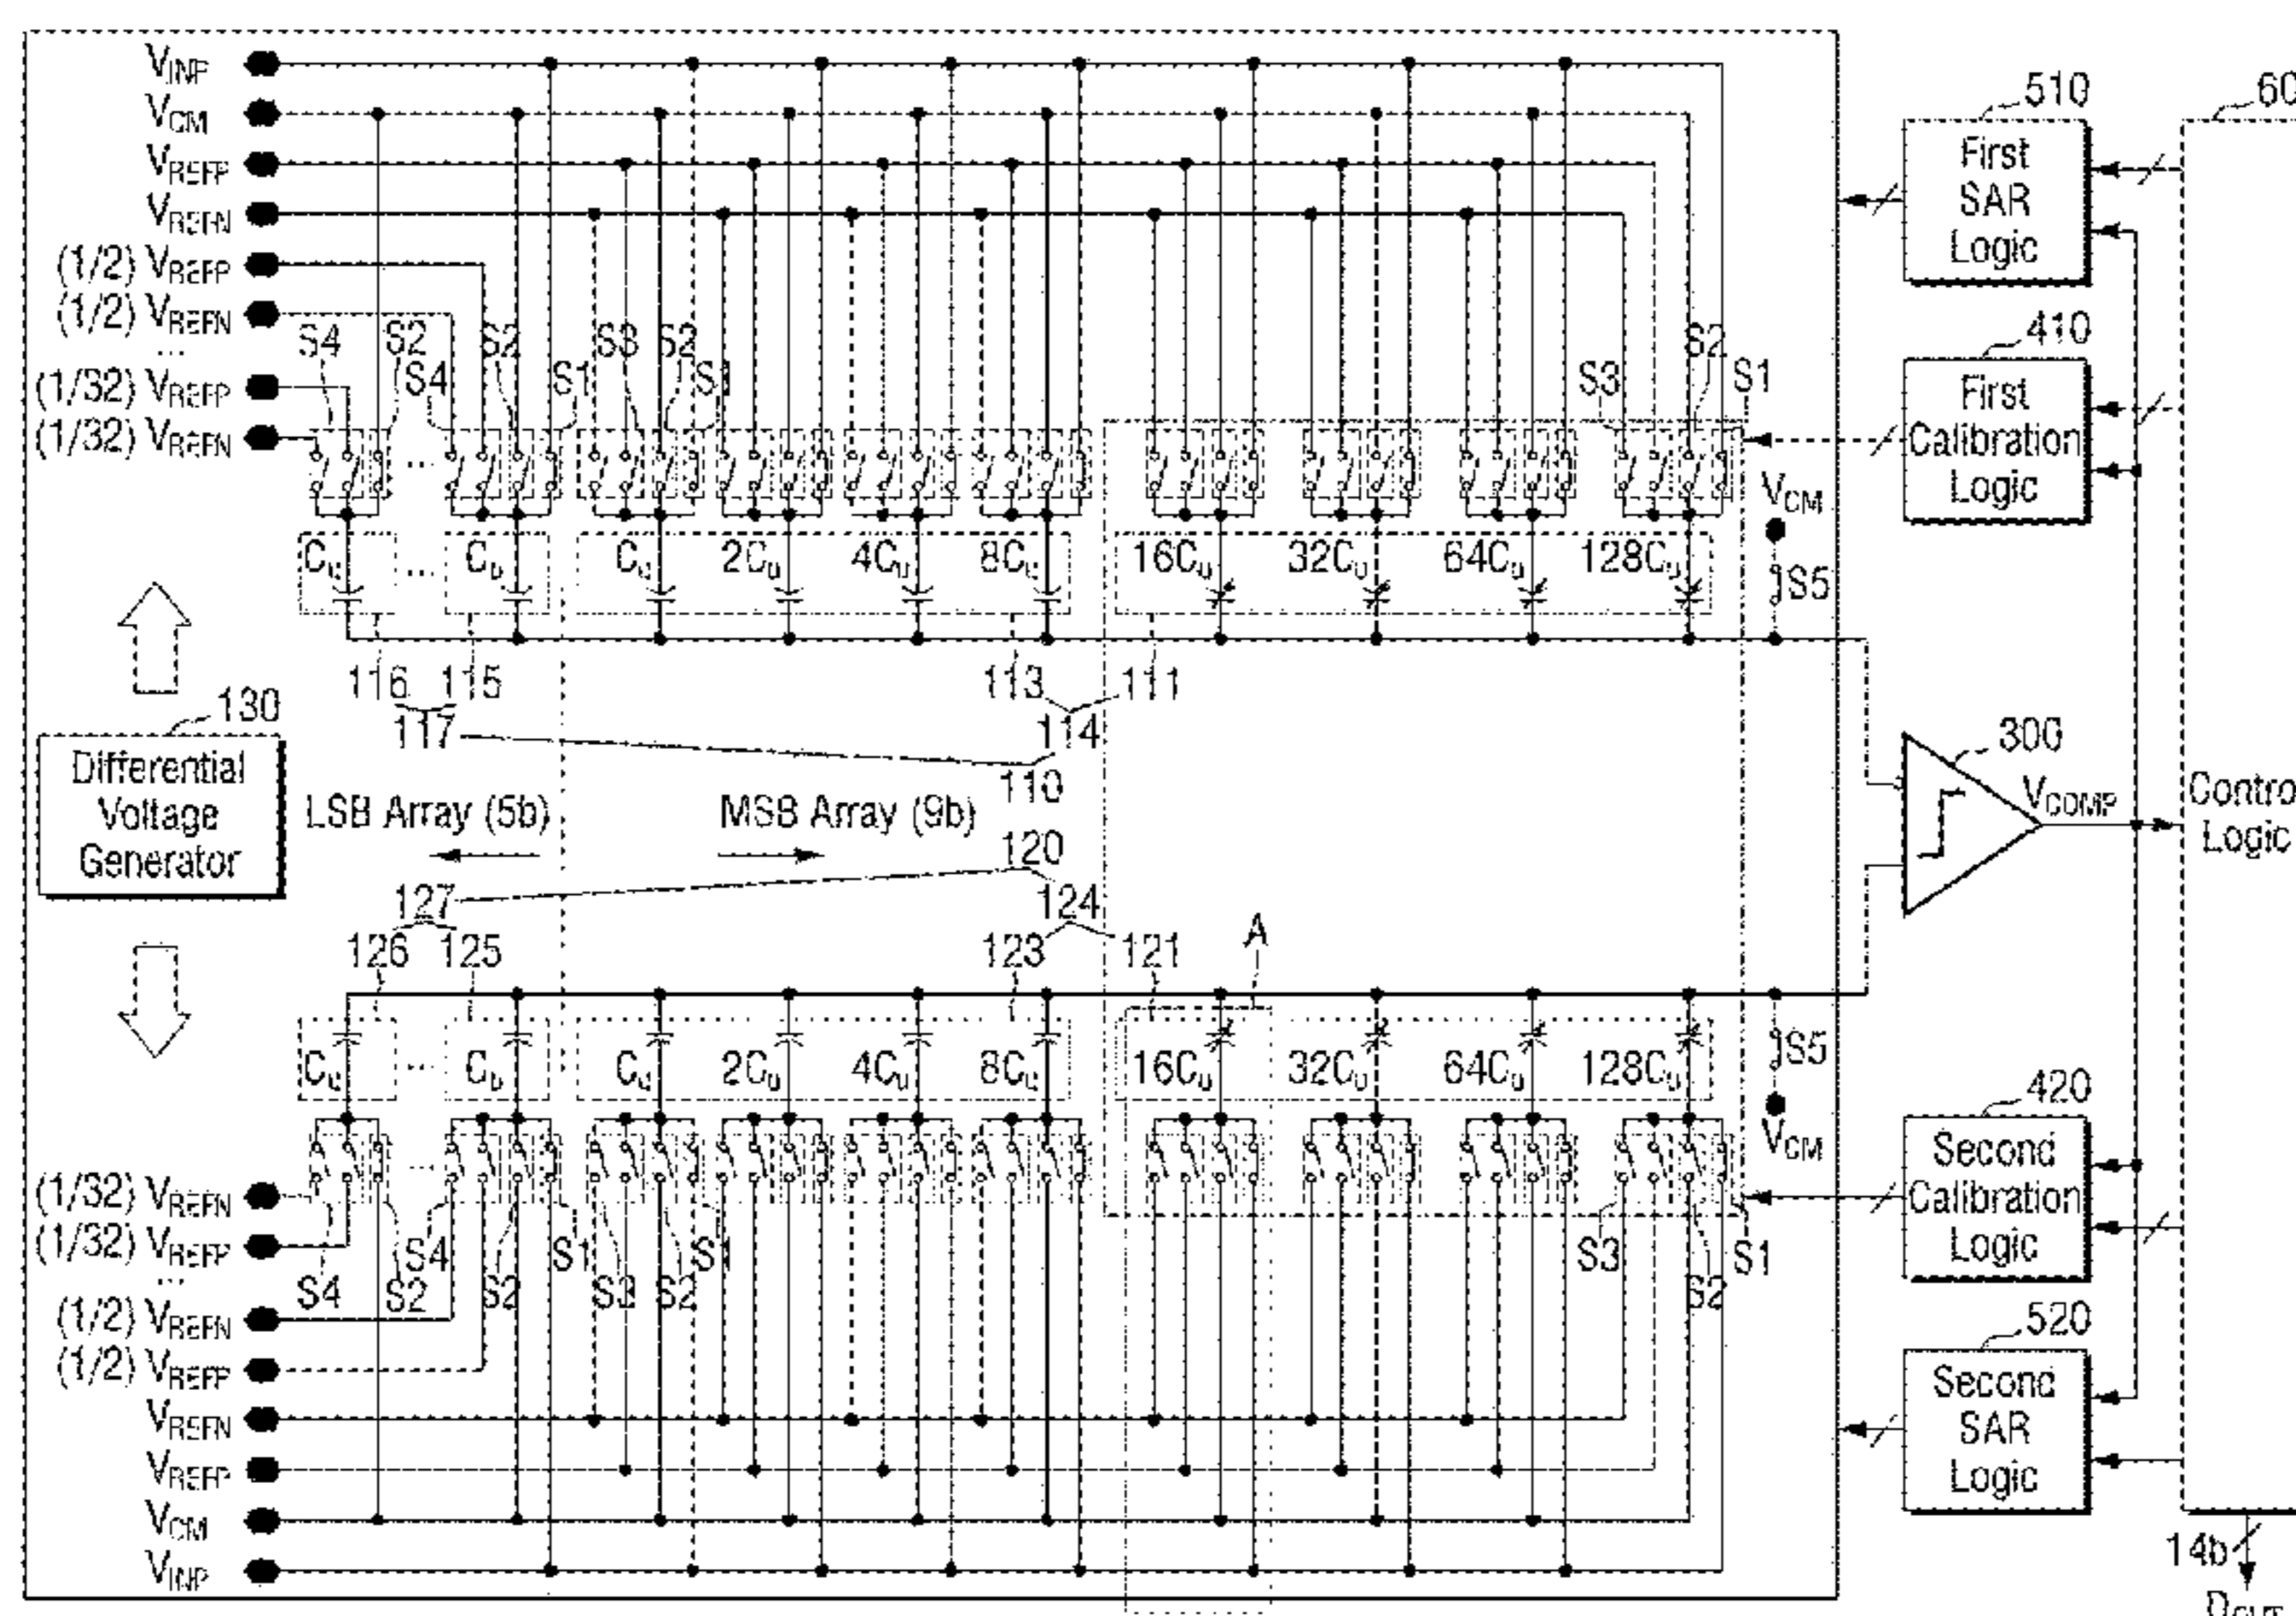 V_INP
V_CM
V_REFP
V_REFN
(1/2) V_REFP
(1/2) V_REFN
...
(1/32) V_REFP
(1/32) V_REFN
S4 S2 S4 S2 S1 S3 S2 S1 S3 S2 S1
... 
C_u ... C_u C_u 2C_u 4C_u 8C_u 16C_u 32C_u 64C_u 128C_u
V_CM
S5
116 115 113 111
117 114
110
130
Differential
Voltage
Generator
LSB Array (5b) MSB Array (9b)
120
127 124
126 125 123 121 A
C_u ... C_u C_u 2C_u 4C_u 8C_u 16C_u 32C_u 64C_u 128C_u
S5
V_CM
...
(1/32) V_REFN
(1/32) V_REFP
...
S4 S2 S4 S2 S1 S3 S2 S1 S3 S2 S1
(1/2) V_REFN
(1/2) V_REFP
V_REFN
V_REFP
V_CM
V_INP
510
First
SAR
Logic
410
First
Calibration
Logic
300
V_COMP
420
Second
Calibration
Logic
520
Second
SAR
Logic
60
Contro
Logic
14b